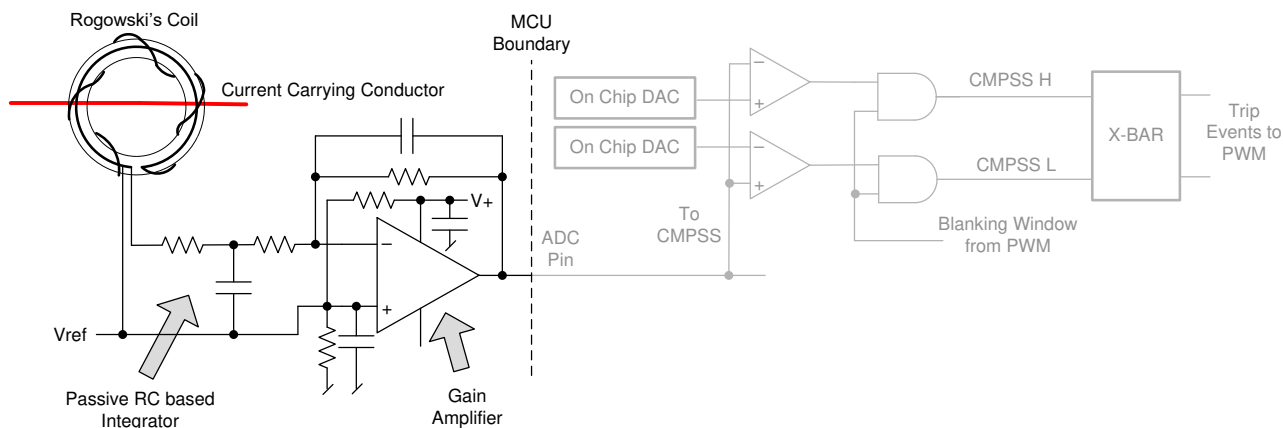 Rogowski's Coil
MCU
Boundary
Current Carrying Conductor
On Chip DAC
On Chip DAC
−
+
−
+
CMPSS H
CMPSS L
X-BAR
Trip
Events to
PWM
V+
−
+
ADC
Pin
To
CMPSS
Blanking Window
from PWM
Vref
Passive RC based
Integrator
Gain
Amplifier